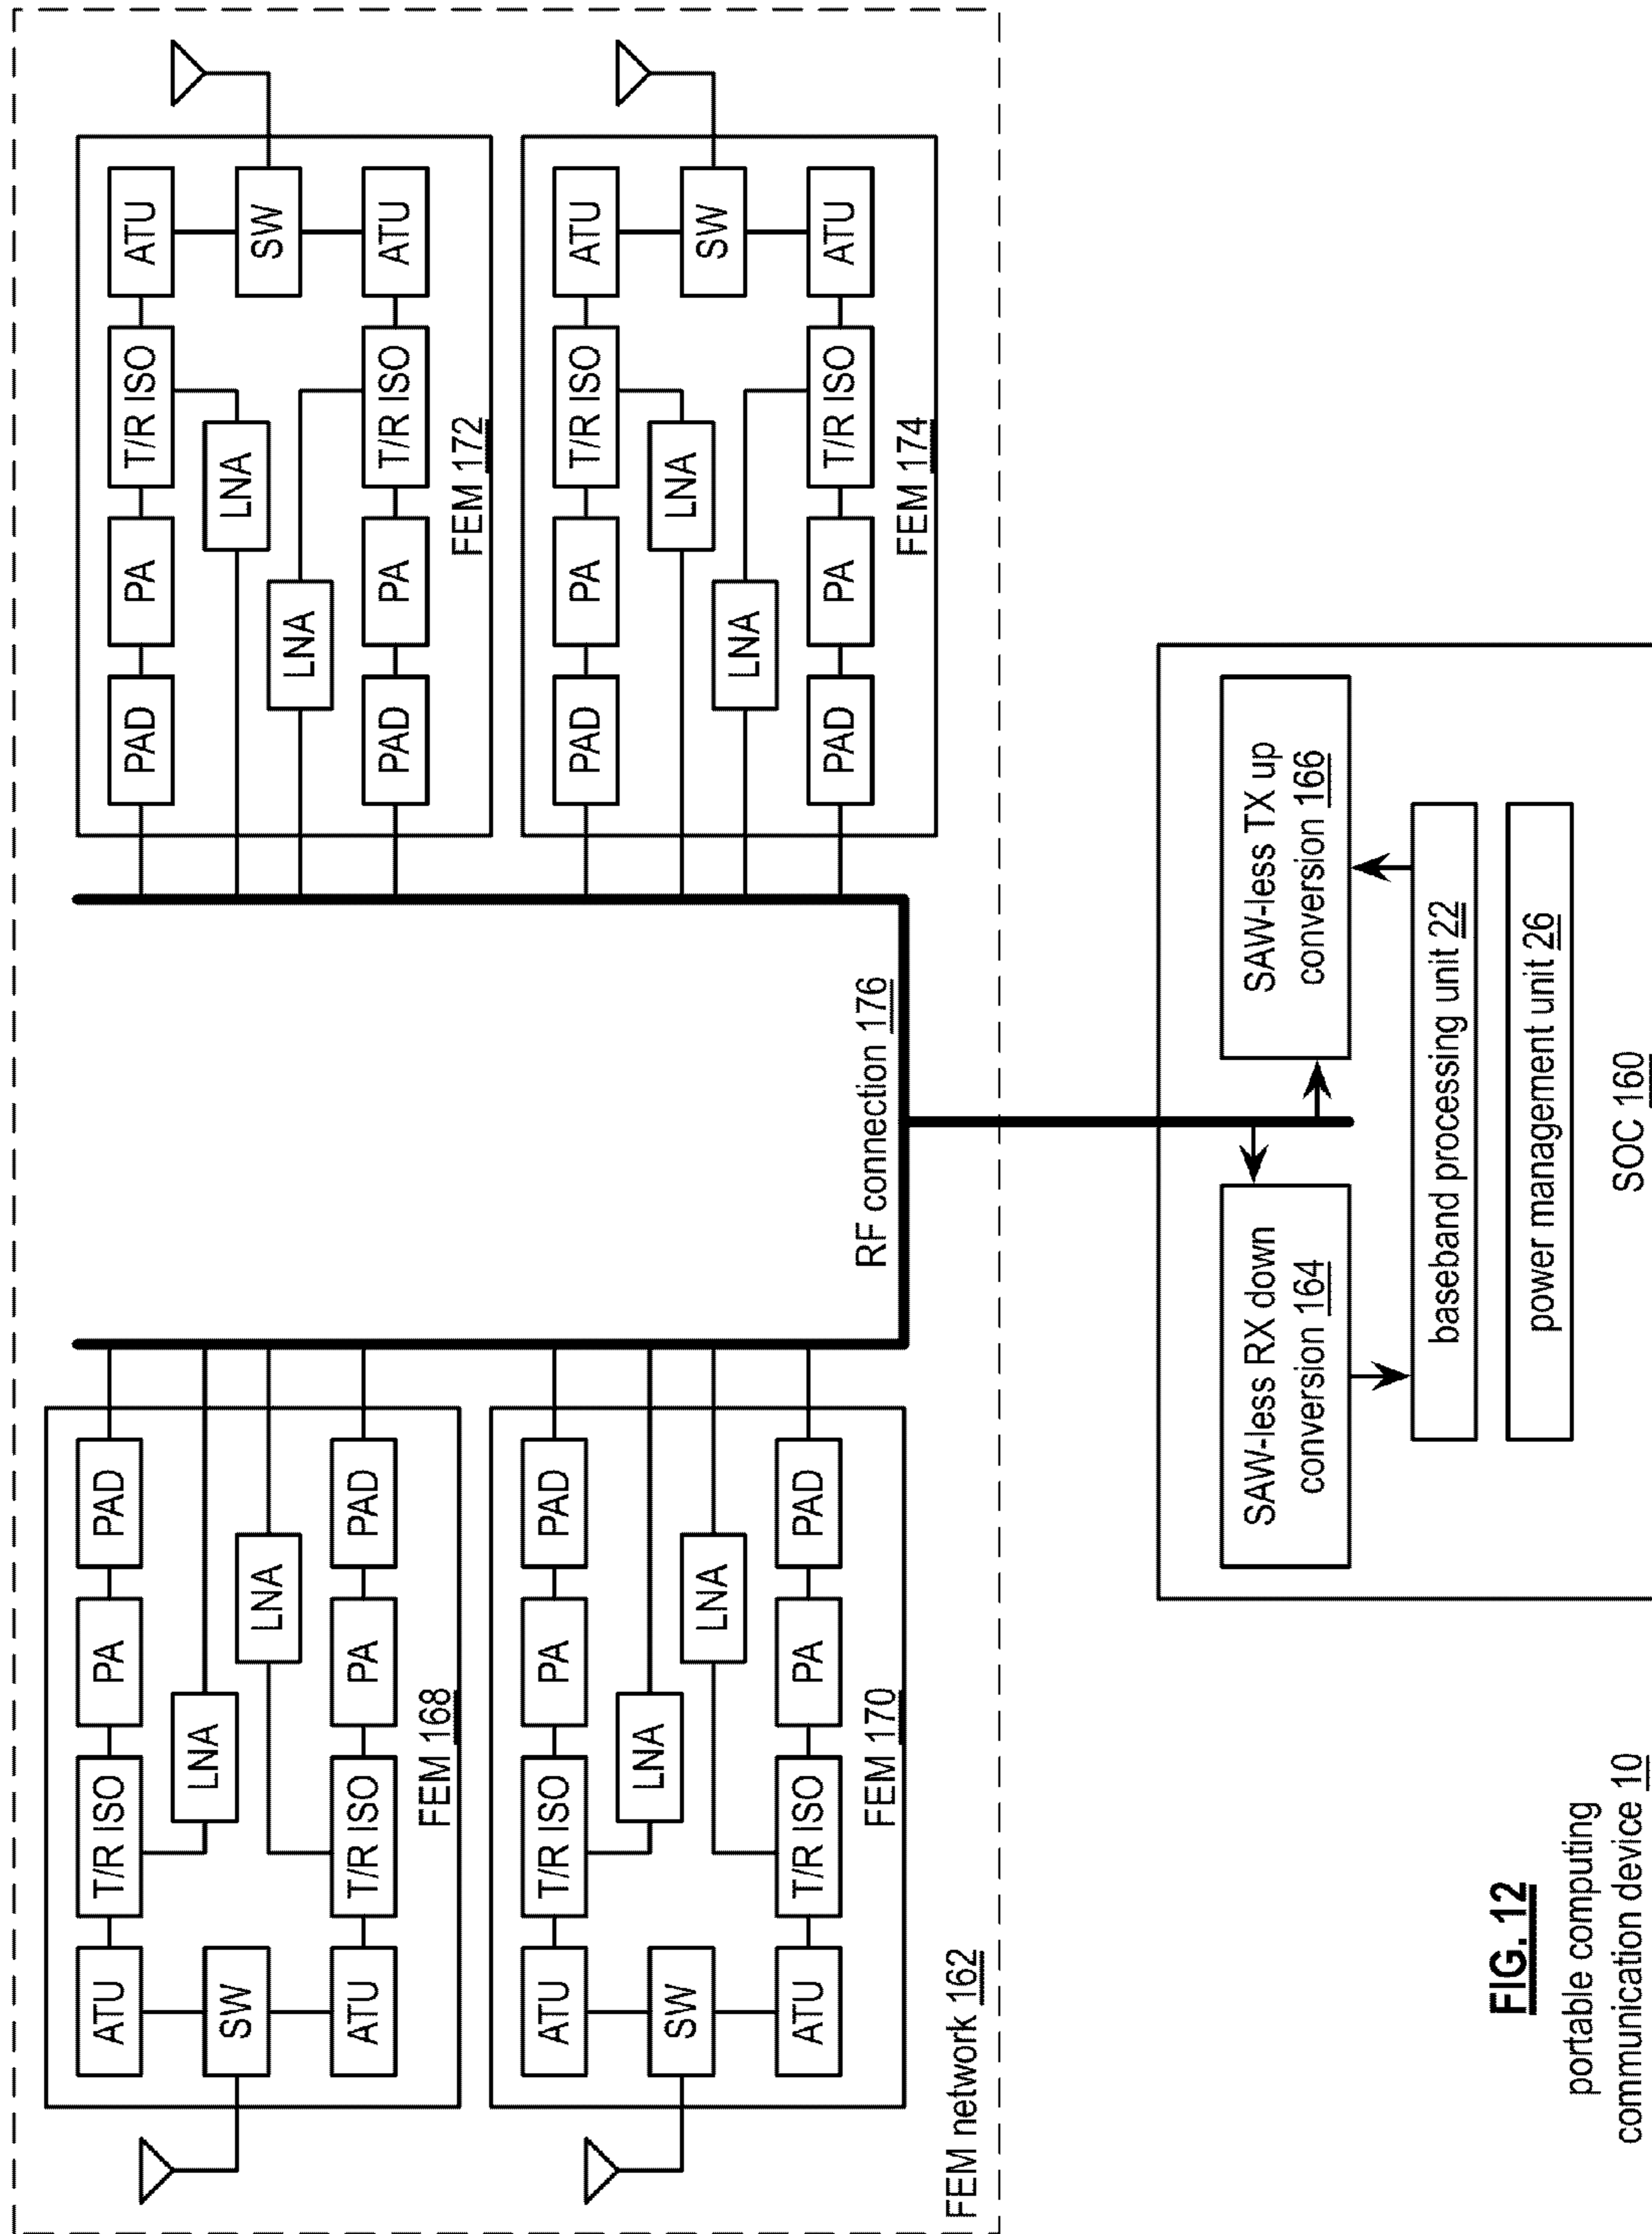 ATU
T/R ISO
PA
PAD
LNA
SW
LNA
ATU
T/R ISO
PA
PAD
FEM 168
PAD
PA
T/R ISO
ATU
LNA
SW
LNA
PAD
PA
T/R ISO
ATU
FEM 172
ATU
T/R ISO
PA
PAD
LNA
SW
LNA
ATU
T/R ISO
PA
PAD
FEM 170
PAD
PA
T/R ISO
ATU
LNA
SW
LNA
PAD
PA
T/R ISO
ATU
FEM 174
RF connection 176
FEM network 162
SAW-less RX down
conversion 164
SAW-less TX up
conversion 166
baseband processing unit 22
power management unit 26
SOC 160
FIG. 12
portable computing
communication device 10